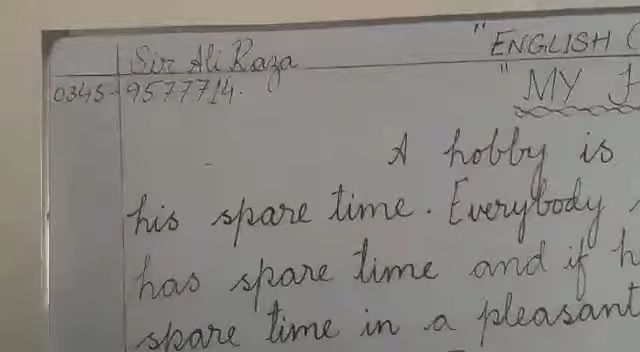 Sir Ali Raza
"ENGLISH (
0345-9577714.
"MY H
A hobby is
his spare time. Everybody
has spare time and if h
spare time in a pleasant